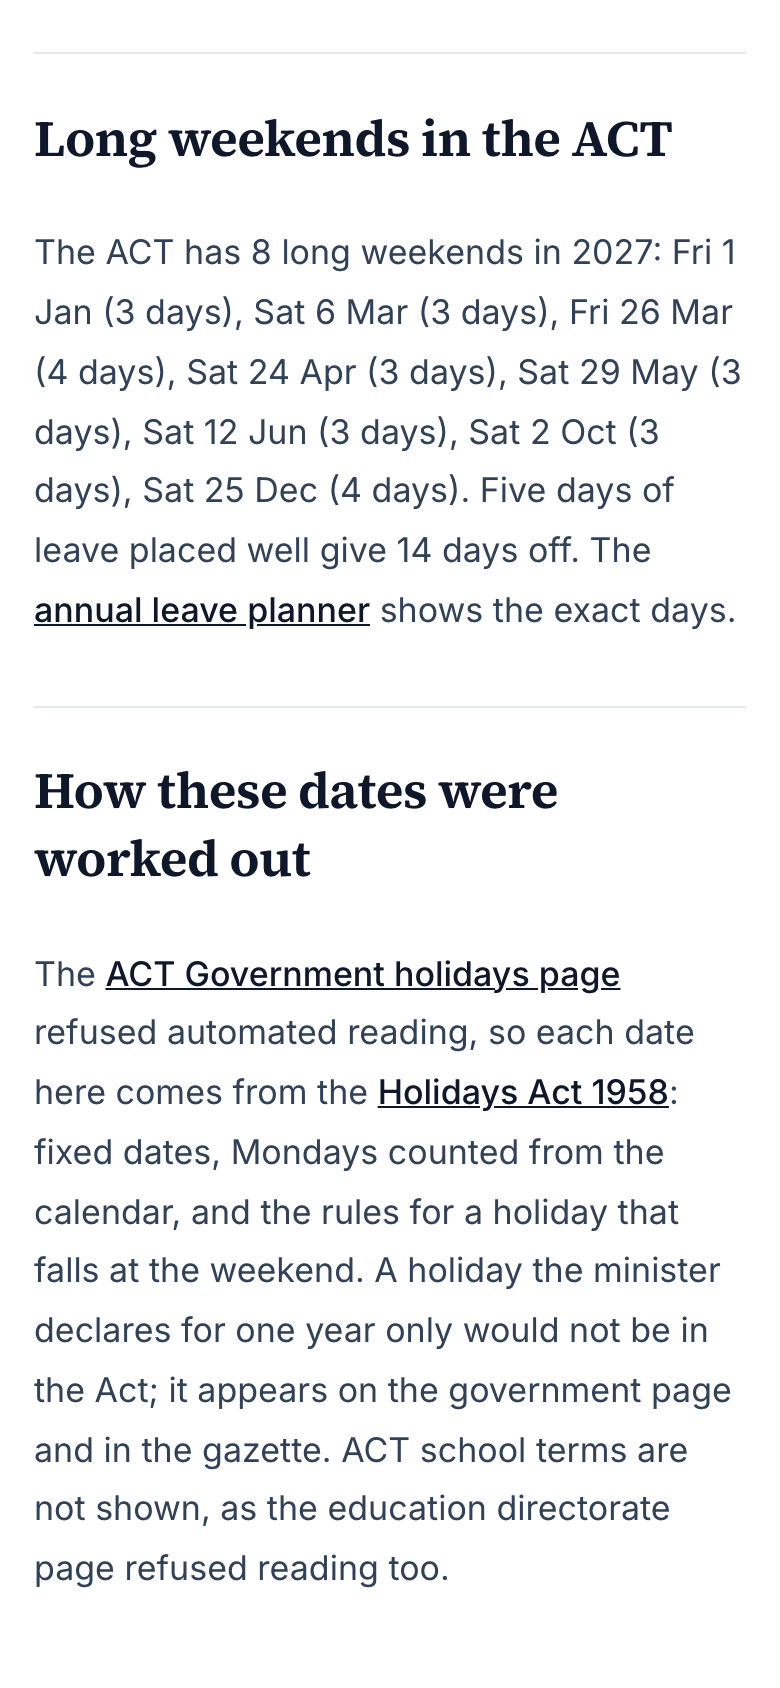 Long weekends in the ACT
The ACT has 8 long weekends in 2027: Fri 1
Jan (3 days), Sat 6 Mar (3 days), Fri 26 Mar
(4 days), Sat 24 Apr (3 days), Sat 29 May (3
days), Sat 12 Jun (3 days), Sat 2 Oct (3
days), Sat 25 Dec (4 days). Five days of
leave placed well give 14 days off. The
annual leave planner shows the exact days.
How these dates were
worked out
The ACT Government holidays page
refused automated reading, so each date
here comes from the Holidays Act 1958:
fixed dates, Mondays counted from the
calendar, and the rules for a holiday that
falls at the weekend. A holiday the minister
declares for one year only would not be in
the Act; it appears on the government page
and in the gazette. ACT school terms are
not shown, as the education directorate
page refused reading too.